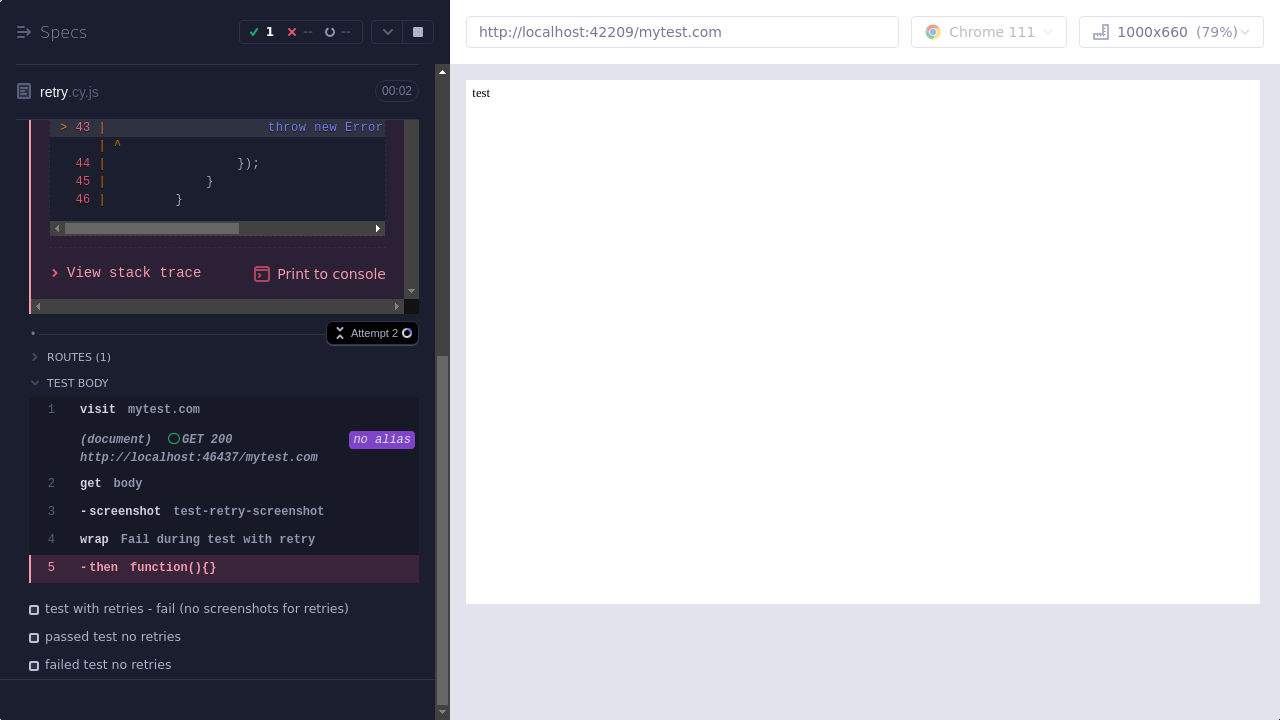 Specs
1
--
--
http://localhost:42209/mytest.com
Chrome 111
1000x660 (79%)
retry.cy.js
00:02
test
> 43 | throw new Error
| ^
44 | });
45 | }
46 | }
View stack trace
Print to console
Attempt 2
ROUTES (1)
TEST BODY
1 visit mytest.com
(document) GET 200 no alias
http://localhost:46437/mytest.com
2 get body
3 -screenshot test-retry-screenshot
4 wrap Fail during test with retry
5 -then function(){}
test with retries - fail (no screenshots for retries)
passed test no retries
failed test no retries